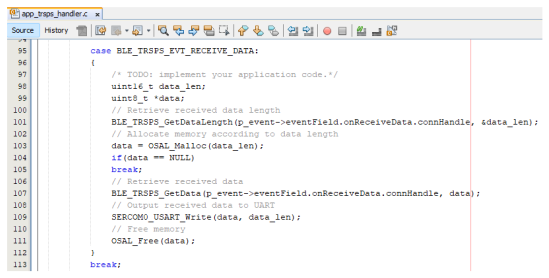 app_trsps_handler.c
Source History
95 case BLE_TRSPS_EVT_RECEIVE_DATA:
96 {
97 /* TODO: implement your application code.*/
98 uint16_t data_len;
99 uint8_t *data;
100 // Retrieve received data length
101 BLE_TRSPS_GetDataLength(p_event->eventField.onReceiveData.connHandle, &data_len);
102 // Allocate memory according to data length
103 data = OSAL_Malloc(data_len);
104 if(data == NULL)
105 break;
106 // Retrieve received data
107 BLE_TRSPS_GetData(p_event->eventField.onReceiveData.connHandle, data);
108 // Output received data to UART
109 SERCOM0_USART_Write(data, data_len);
110 // Free memory
111 OSAL_Free(data);
112 }
113 break;